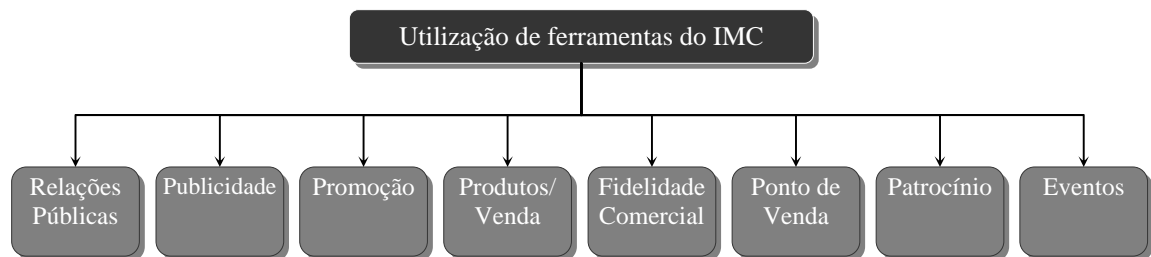 Utilização de ferramentas do IMC
Relações
Públicas
Publicidade
Promoção
Produtos/
Venda
Fidelidade
Comercial
Ponto de
Venda
Patrocínio
Eventos